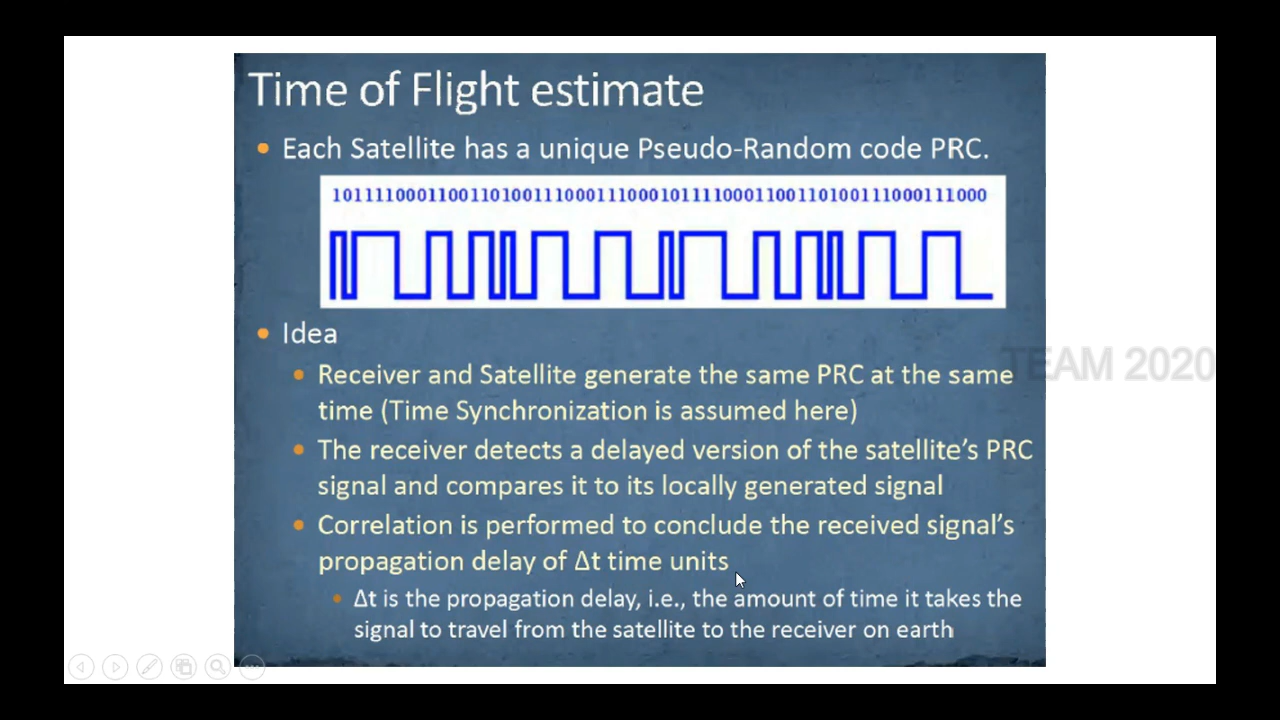 Time of Flight estimate
Each Satellite has a unique Pseudo-Random code PRC.
1011110001100110100111000111000101111000110011010011​1000111000
Idea
Receiver and Satellite generate the same PRC at the same
time (Time Synchronization is assumed here)
TEAM 2020
The receiver detects a delayed version of the satellite's PRC
signal and compares it to its locally generated signal
Correlation is performed to conclude the received signal's
propagation delay of Δt time units
Δt is the propagation delay, i.e., the amount of time it takes the
signal to travel from the satellite to the receiver on earth